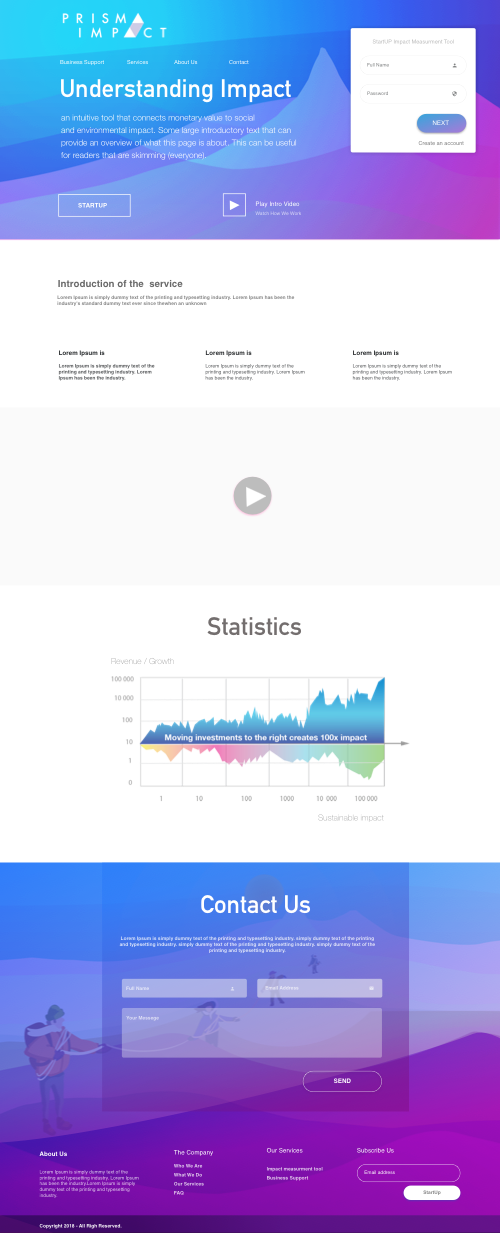 PRISMA
IMPACT
Business Support Services About Us Contact
Understanding Impact
an intuitive tool that connects monetary value to social
and environmental impact. Some large introductory text that can
provide an overview of what this page is about. This can be useful
for readers that are skimming (everyone).
STARTUP
Play Intro Video
Watch How We Work
StartUP Impact Measurment Tool
Full Name
Password
NEXT
Create an account
Introduction of the service
Lorem Ipsum is simply dummy text of the printing and typesetting industry. Lorem Ipsum has been the
industry's standard dummy text ever since thewhen an unknown
Lorem Ipsum is
Lorem Ipsum is simply dummy text of the
printing and typesetting industry. Lorem
Ipsum has been the industry.
Lorem Ipsum is
Lorem Ipsum is simply dummy text of the
printing and typesetting industry. Lorem Ipsum
has been the industry.
Lorem Ipsum is
Lorem Ipsum is simply dummy text of the
printing and typesetting industry. Lorem Ipsum
has been the industry.
Statistics
Revenue / Growth
100 000
10 000
100
10
1
0
Moving investments to the right creates 100x impact
1 10 100 1000 10 000 100 000
Sustainable impact
Contact Us
Lorem Ipsum is simply dummy text of the printing and typesetting industry. simply dummy text of the printing
and typesetting industry. simply dummy text of the printing and typesetting industry. simply dummy text of the
printing and typesetting industry.
Full Name
Email Address
Your Message
SEND
About Us
Lorem Ipsum is simply dummy text of
the printing and typesetting industry.
Lorem Ipsum has been the
industry.Lorem Ipsum is simply
dummy text of the printing and typesetting
industry.
The Company
Who We Are
What We Do
Our Services
FAQ
Our Services
Impact measurment tool
Business Support
Subscribe Us
Email address
StartUp
Copyright 2018 - All Righ Reserved.